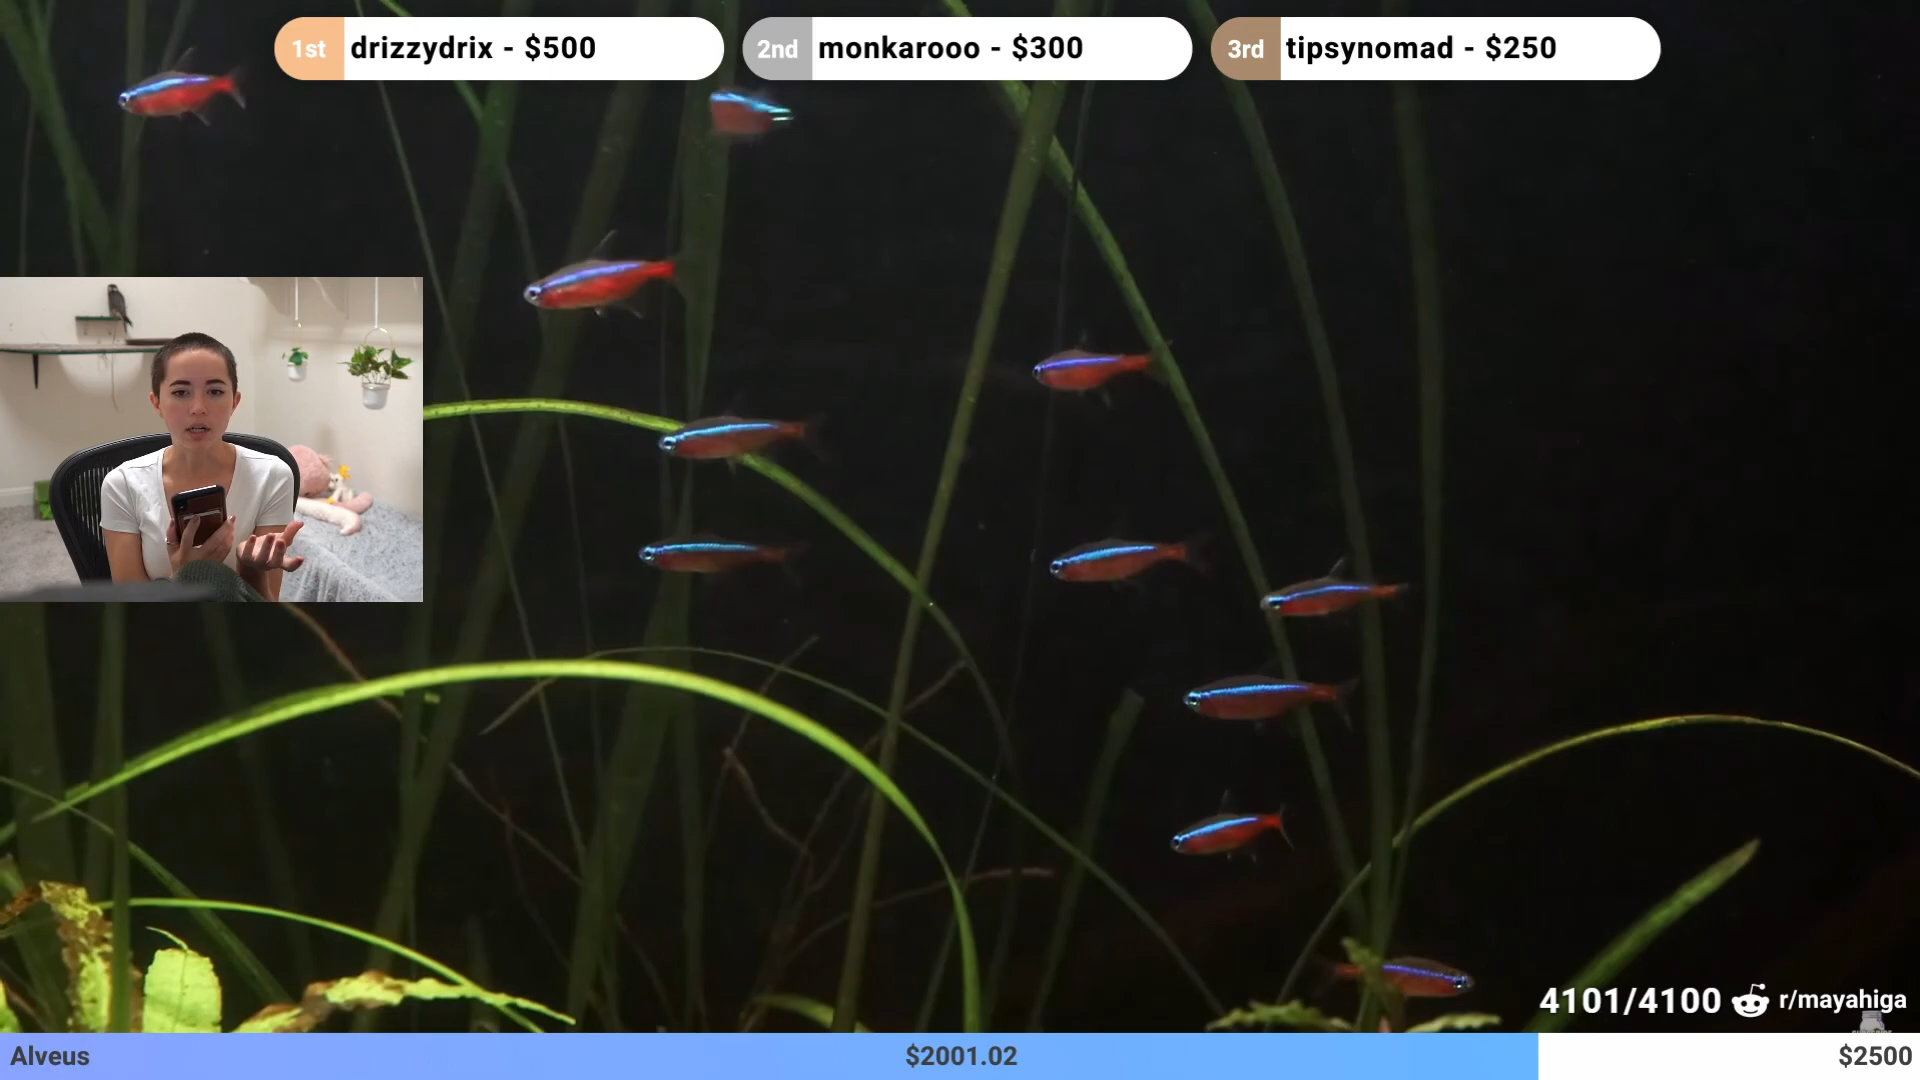 1st drizzydrix - $500
2nd monkarooo - $300
3rd tipsynomad - $250
4101/4100 r/mayahiga
Alveus $2001.02 $2500